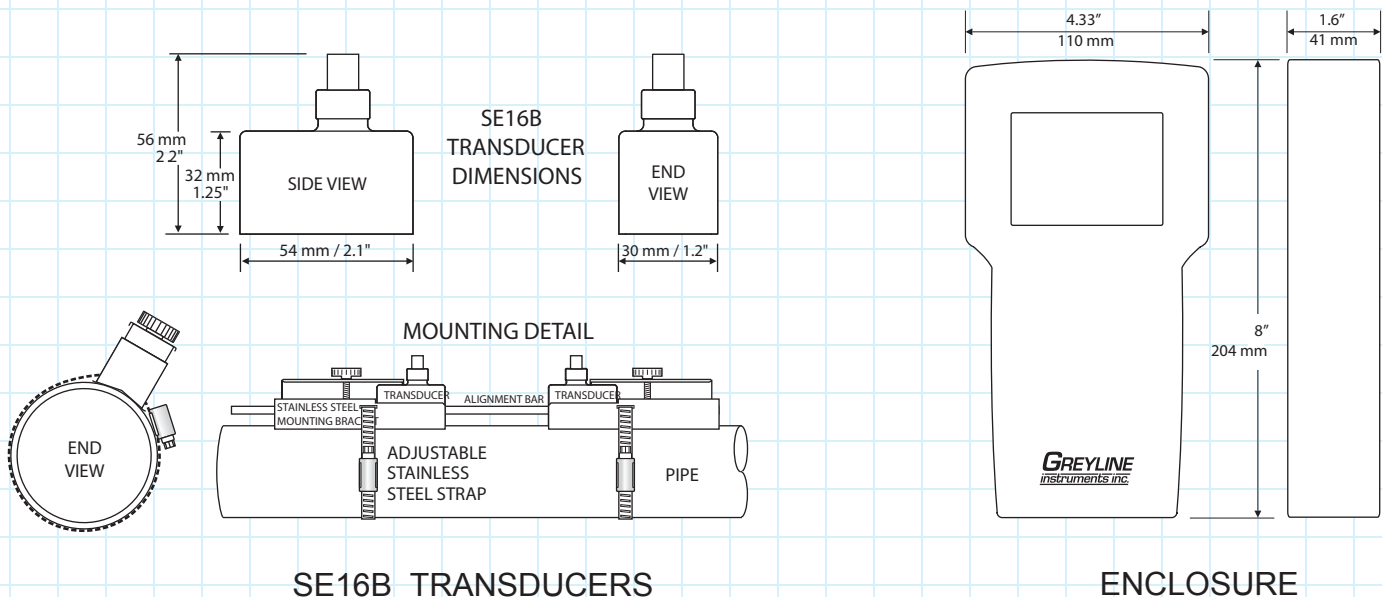 56 mm
2.2"
32 mm
1.25"
SIDE VIEW
54 mm / 2.1"
SE16B
TRANSDUCER
DIMENSIONS
END
VIEW
30 mm / 1.2"
4.33"
110 mm
1.6"
41 mm
8"
204 mm
GREYLINE
instruments inc.
MOUNTING DETAIL
END
VIEW
TRANSDUCER
ALIGNMENT BAR
TRANSDUCER
STAINLESS STEEL
MOUNTING BRAC T
ADJUSTABLE
STAINLESS
STEEL STRAP
PIPE
SE16B TRANSDUCERS
ENCLOSURE